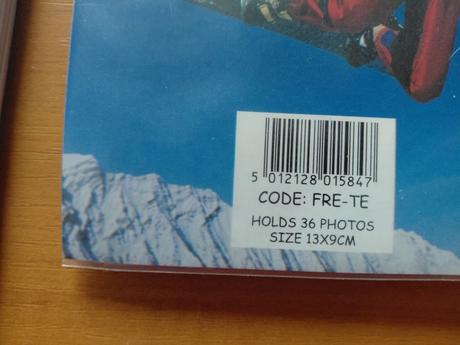 5 012128 015847
CODE: FRE-TE
HOLDS 36 PHOTOS
SIZE 13X9CM